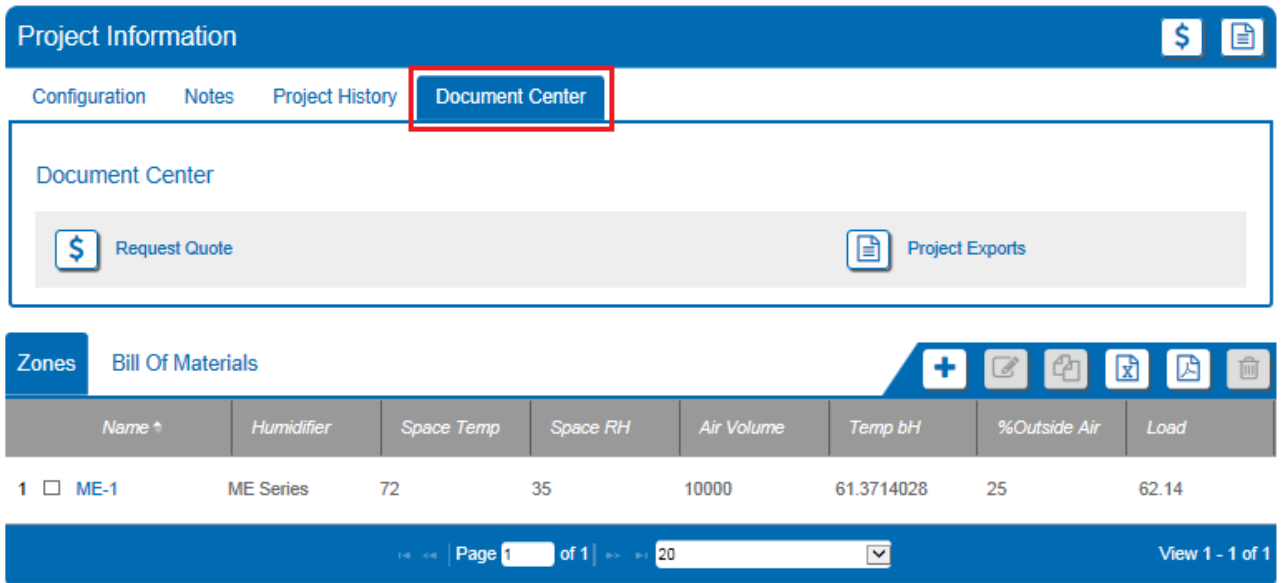 Project Information
Configuration Notes Project History Document Center
Document Center
Request Quote Project Exports
Zones Bill Of Materials
Name Humidifier Space Temp Space RH Air Volume Temp bH %Outside Air Load
1 ME-1 ME Series 72 35 10000 61.3714028 25 62.14
Page 1 of 1 20 View 1 - 1 of 1